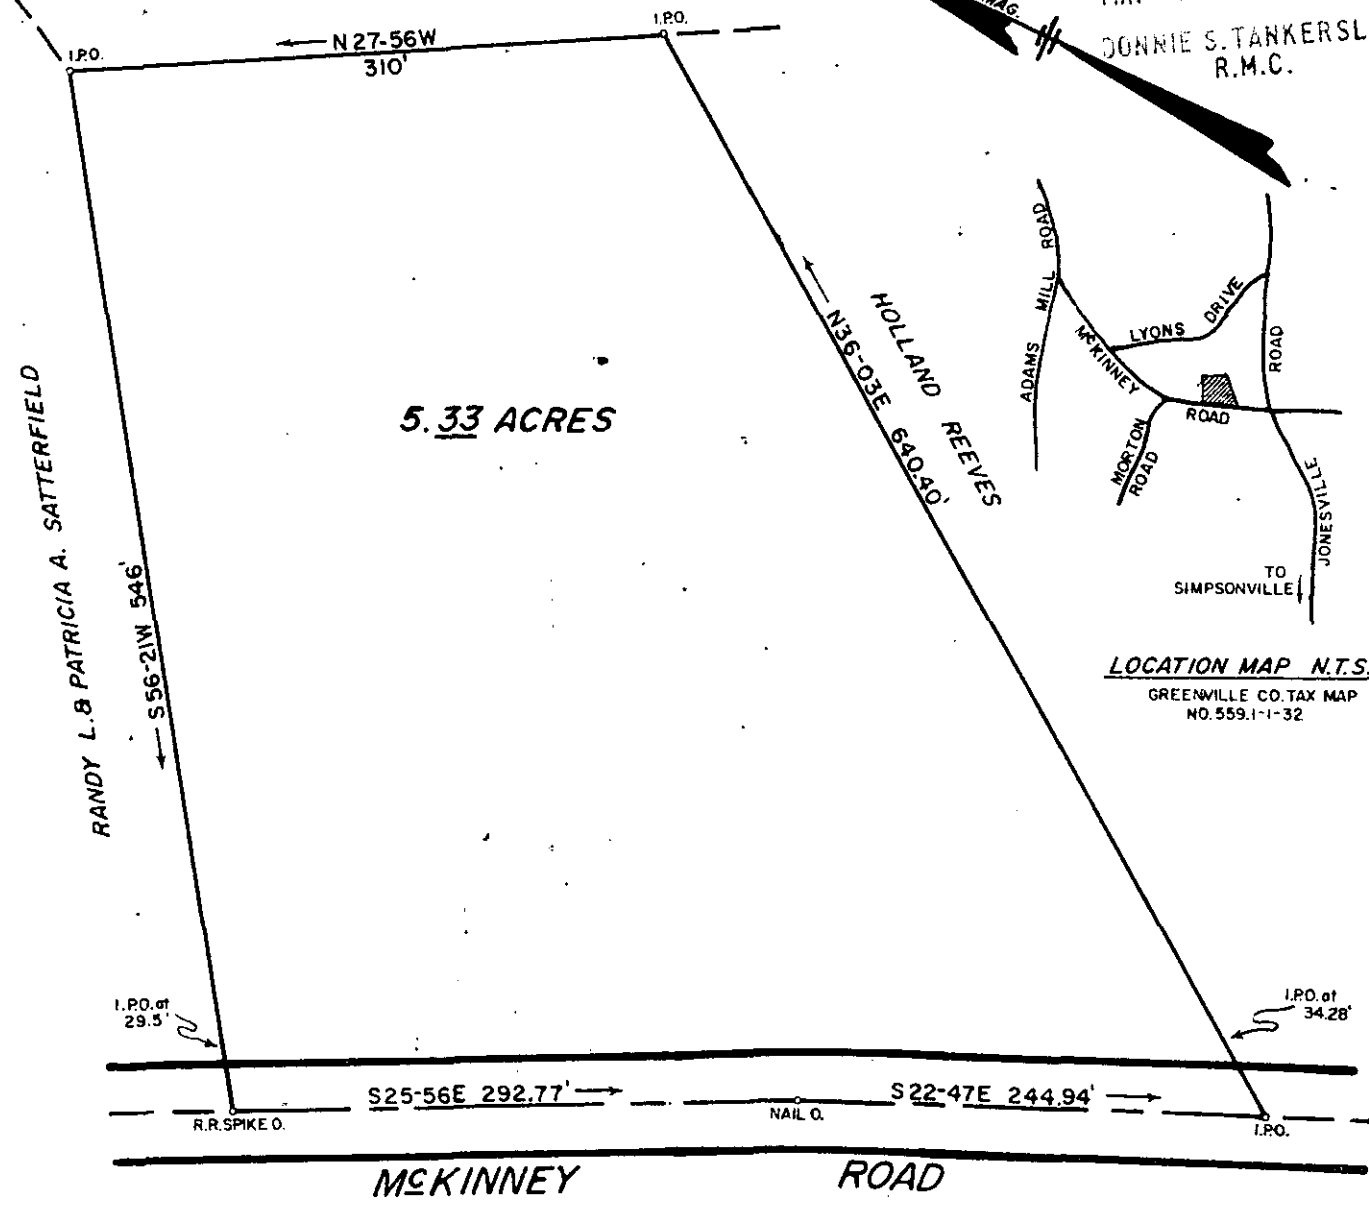 I.P.O.
N 27-56W
310'
I.P.O.
MAG.
DONNIE S. TANKERSL
R.M.C.
RANDY L. & PATRICIA A. SATTERFIELD
S 56-21W 546'
5.33 ACRES
N36-03E 640.40'
HOLLAND REEVES
ADAMS MILL ROAD
McKINNEY
LYONS DRIVE
ROAD
ROAD
MORTON
ROAD
JONESVILLE
TO
SIMPSONVILLE
LOCATION MAP N.T.S.
GREENVILLE CO. TAX MAP
NO. 559.1-1-32
I.P.O. at
29.5'
I.P.O. at
34.28'
S25-56E 292.77'
S22-47E 244.94'
R.R. SPIKE O.
NAIL O.
I.P.O.
McKINNEY ROAD